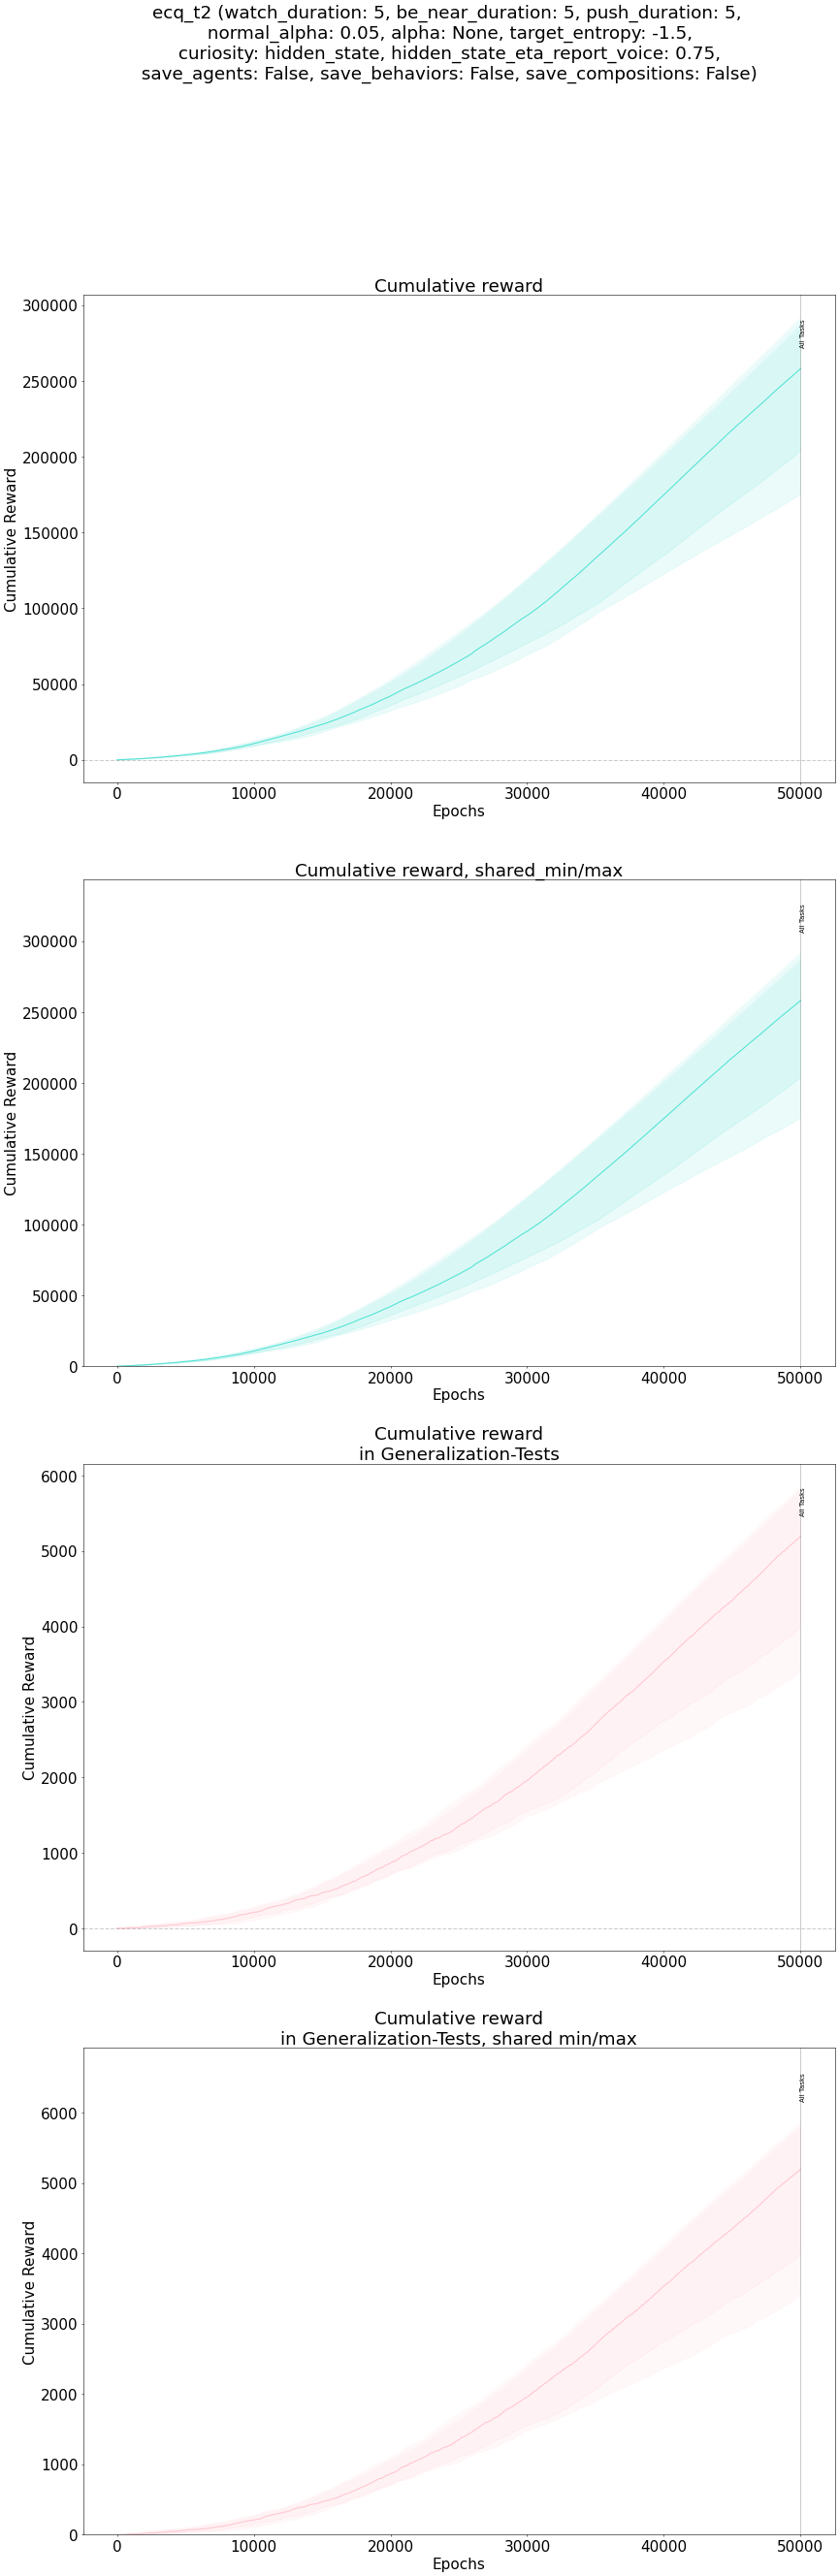 ecq_t2 (watch_duration: 5, be_near_duration: 5, push_duration: 5,
normal_alpha: 0.05, alpha: None, target_entropy: -1.5,
curiosity: hidden_state, hidden_state_eta_report_voice: 0.75,
save_agents: False, save_behaviors: False, save_compositions: False)
Cumulative reward
300000
250000
200000
150000
100000
50000
0
Cumulative Reward
All Tasks
0 10000 20000 30000 40000 50000
Epochs
Cumulative reward, shared_min/max
300000
250000
200000
150000
100000
50000
0
Cumulative Reward
All Tasks
0 10000 20000 30000 40000 50000
Epochs
Cumulative reward
in Generalization-Tests
6000
5000
4000
3000
2000
1000
0
Cumulative Reward
All Tasks
0 10000 20000 30000 40000 50000
Epochs
Cumulative reward
in Generalization-Tests, shared min/max
6000
5000
4000
3000
2000
1000
0
Cumulative Reward
All Tasks
0 10000 20000 30000 40000 50000
Epochs